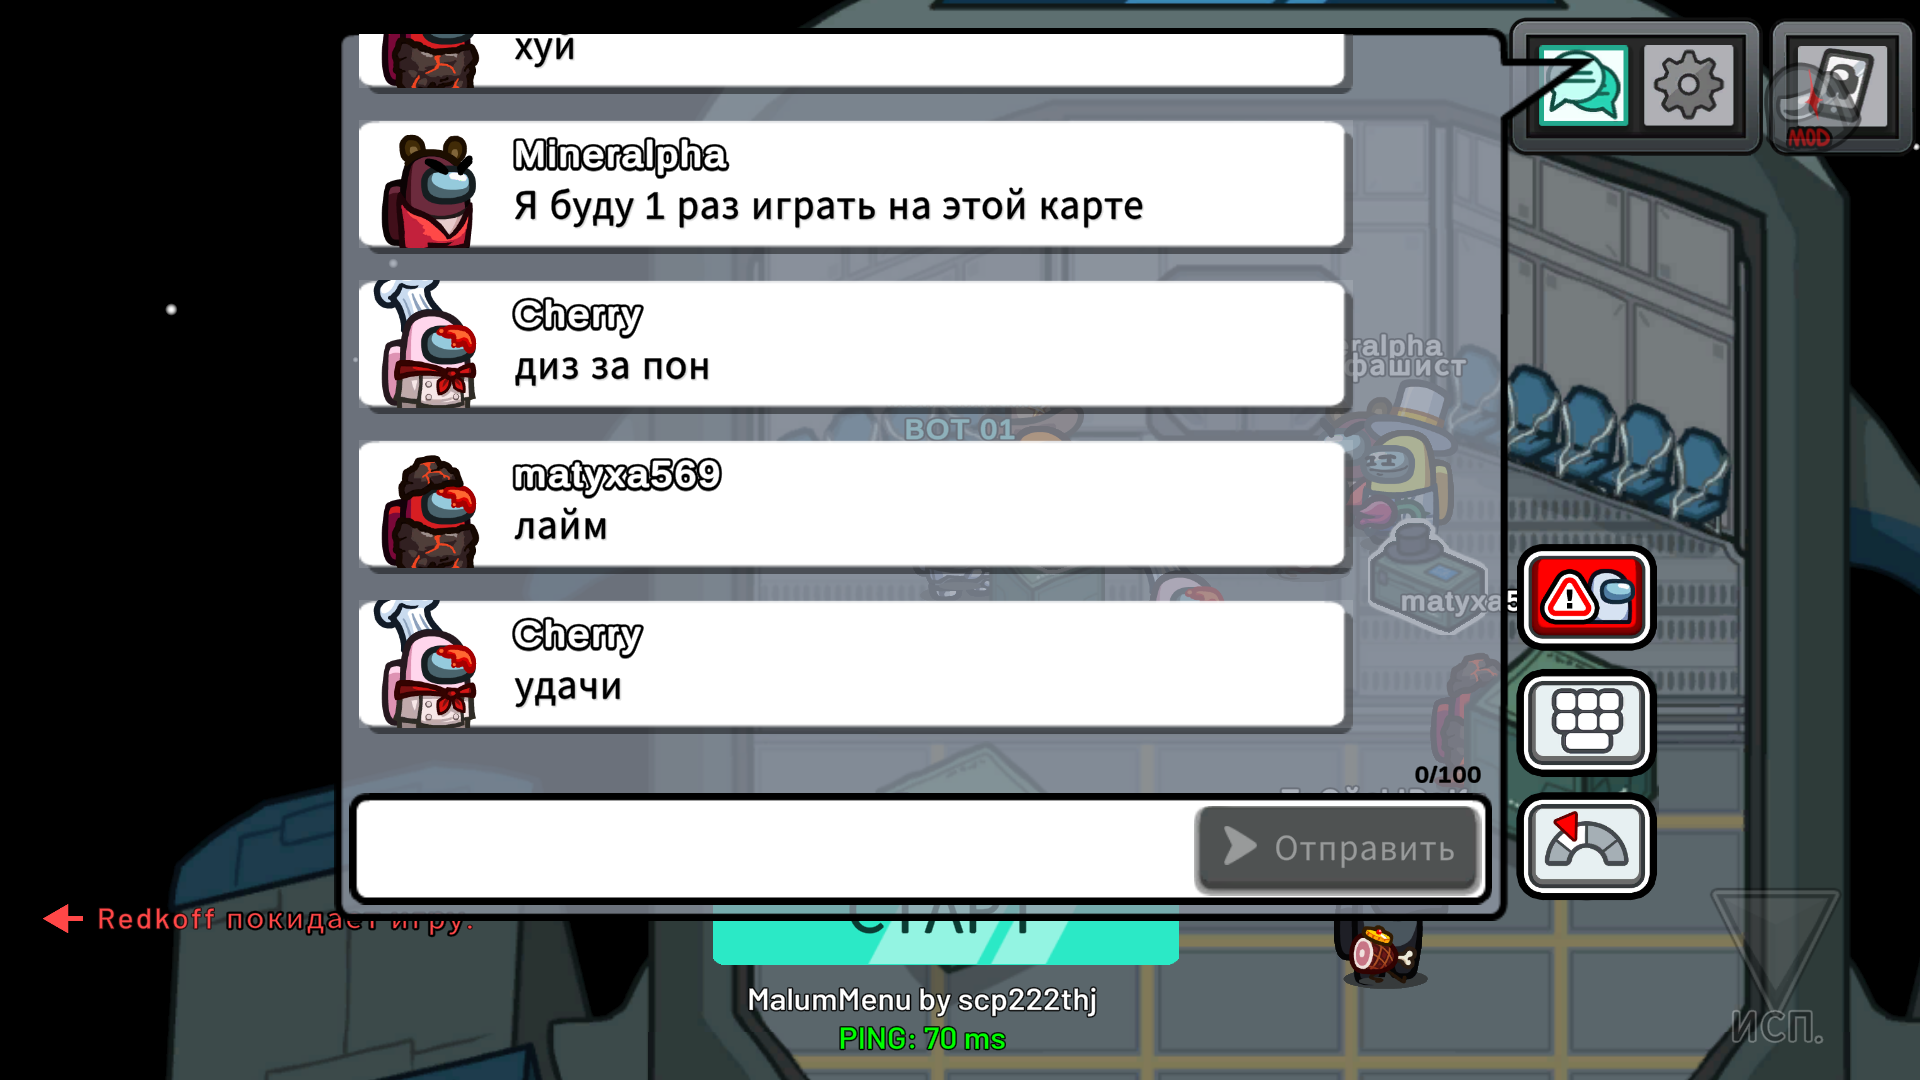 хуй
MOD
Mineralpha
Я буду 1 раз играть на этой карте
Cherry
диз за пон
ralpha
фашист
BOT 01
matyxa569
лайм
matyxa5
Cherry
удачи
0/100
Отправить
Redkoff покидает игру.
СТАРТ
MalumMenu by scp222thj
PING: 70 ms
ИСП.